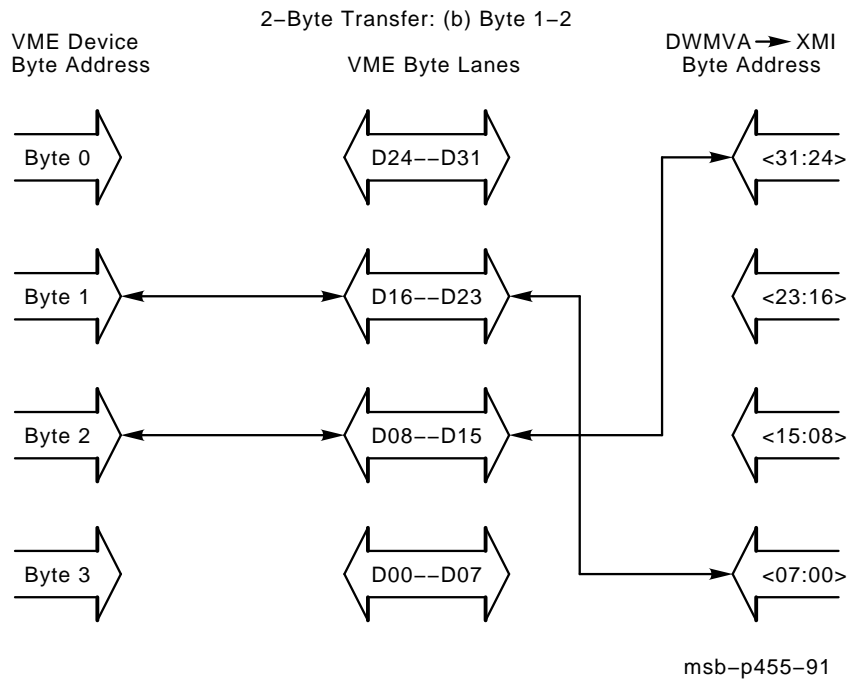 2−Byte Transfer: (b) Byte 1−2
VME Device
Byte Address
VME Byte Lanes
DWMVA → XMI
Byte Address
Byte 0
D24−−D31
<31:24>
Byte 1
D16−−D23
<23:16>
Byte 2
D08−−D15
<15:08>
Byte 3
D00−−D07
<07:00>
msb−p455−91